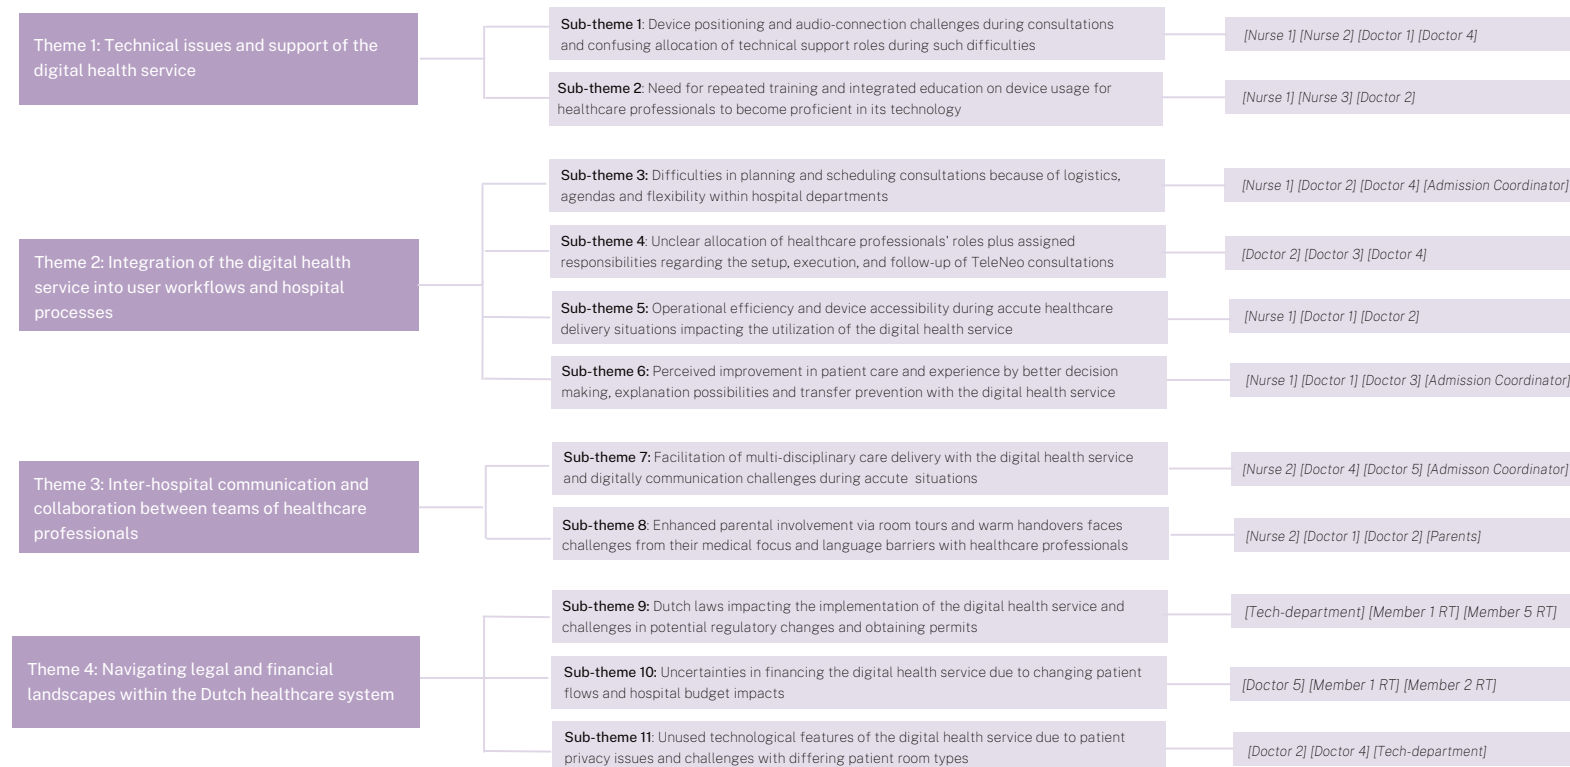 Theme 1: Technical issues and support of the
digital health service
Sub-theme 1: Device positioning and audio-connection challenges during consultations
and confusing allocation of technical support roles during such difficulties
[Nurse 1] [Nurse 2] [Doctor 1] [Doctor 4]
Sub-theme 2: Need for repeated training and integrated education on device usage for
healthcare professionals to become proficient in its technology
[Nurse 1] [Nurse 3] [Doctor 2]
Theme 2: Integration of the digital health
service into user workflows and hospital
processes
Sub-theme 3: Difficulties in planning and scheduling consultations because of logistics,
agendas and flexibility within hospital departments
[Nurse 1] [Doctor 2] [Doctor 4] [Admission Coordinator]
Sub-theme 4: Unclear allocation of healthcare professionals' roles plus assigned
responsibilities regarding the setup, execution, and follow-up of TeleNeo consultations
[Doctor 2] [Doctor 3] [Doctor 4]
Sub-theme 5: Operational efficiency and device accessibility during accute healthcare
delivery situations impacting the utilization of the digital health service
[Nurse 1] [Doctor 1] [Doctor 2]
Sub-theme 6: Perceived improvement in patient care and experience by better decision
making, explanation possibilities and transfer prevention with the digital health service
[Nurse 1] [Doctor 1] [Doctor 3] [Admission Coordinator]
Theme 3: Inter-hospital communication and
collaboration between teams of healthcare
professionals
Sub-theme 7: Facilitation of multi-disciplinary care delivery with the digital health service
and digitally communication challenges during accute situations
[Nurse 2] [Doctor 4] [Doctor 5] [Admisson Coordinator]
Sub-theme 8: Enhanced parental involvement via room tours and warm handovers faces
challenges from their medical focus and language barriers with healthcare professionals
[Nurse 2] [Doctor 1] [Doctor 2] [Parents]
Theme 4: Navigating legal and financial
landscapes within the Dutch healthcare system
Sub-theme 9: Dutch laws impacting the implementation of the digital health service and
challenges in potential regulatory changes and obtaining permits
[Tech-department] [Member 1 RT] [Member 5 RT]
Sub-theme 10: Uncertainties in financing the digital health service due to changing patient
flows and hospital budget impacts
[Doctor 5] [Member 1 RT] [Member 2 RT]
Sub-theme 11: Unused technological features of the digital health service due to patient
privacy issues and challenges with differing patient room types
[Doctor 2] [Doctor 4] [Tech-department]